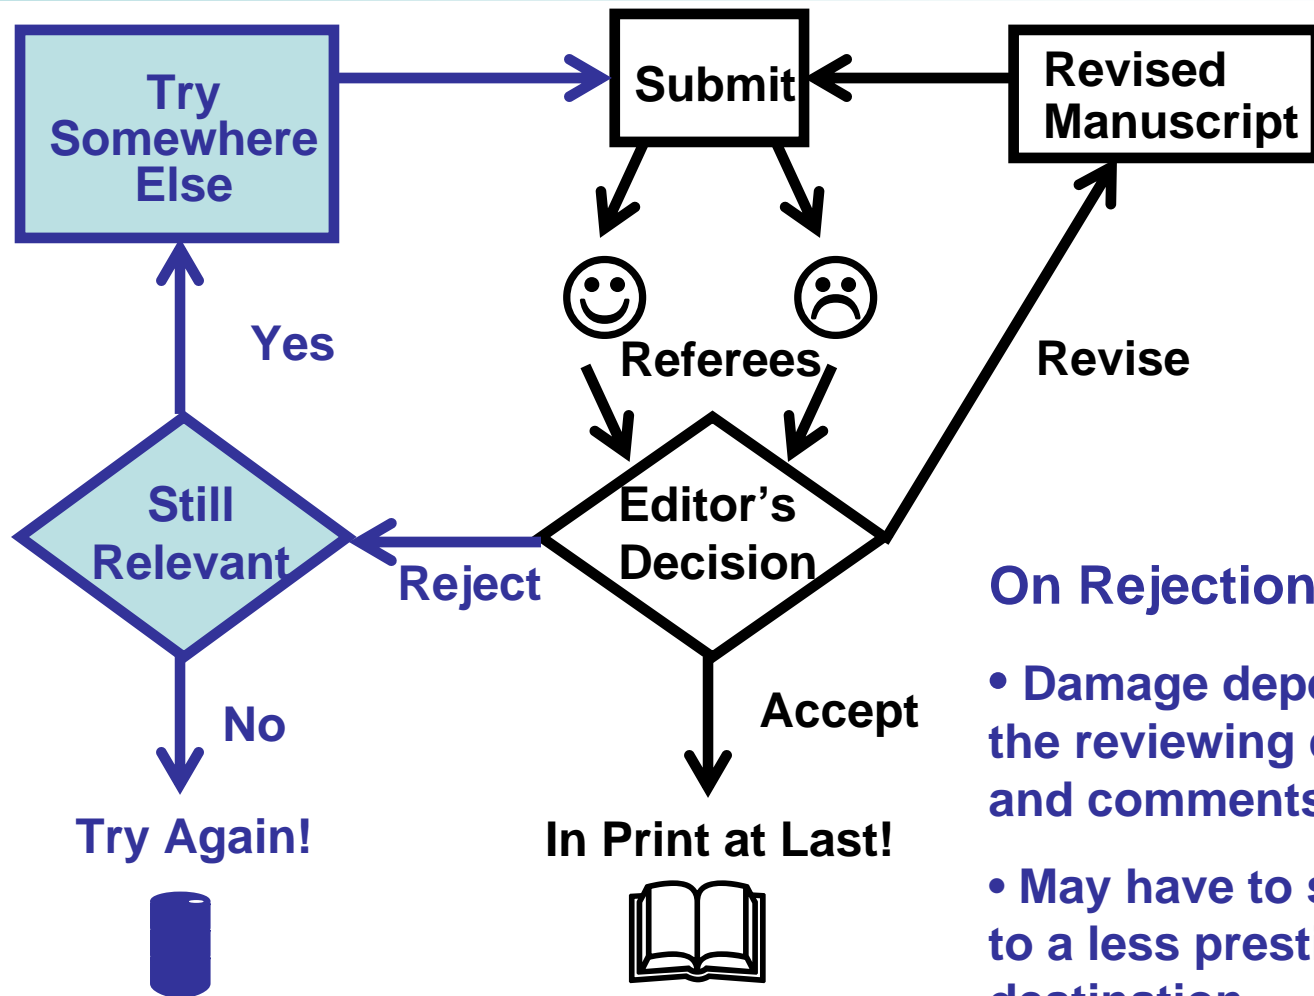 Try
Somewhere
Else
Submit
Revised
Manuscript
Yes
Referees
Revise
Still
Relevant
Editor’s
Decision
Reject
No
Accept
Try Again!
In Print at Last!
On Rejection
• Damage
the reviewing
and comments
• May have to
to a less
destination